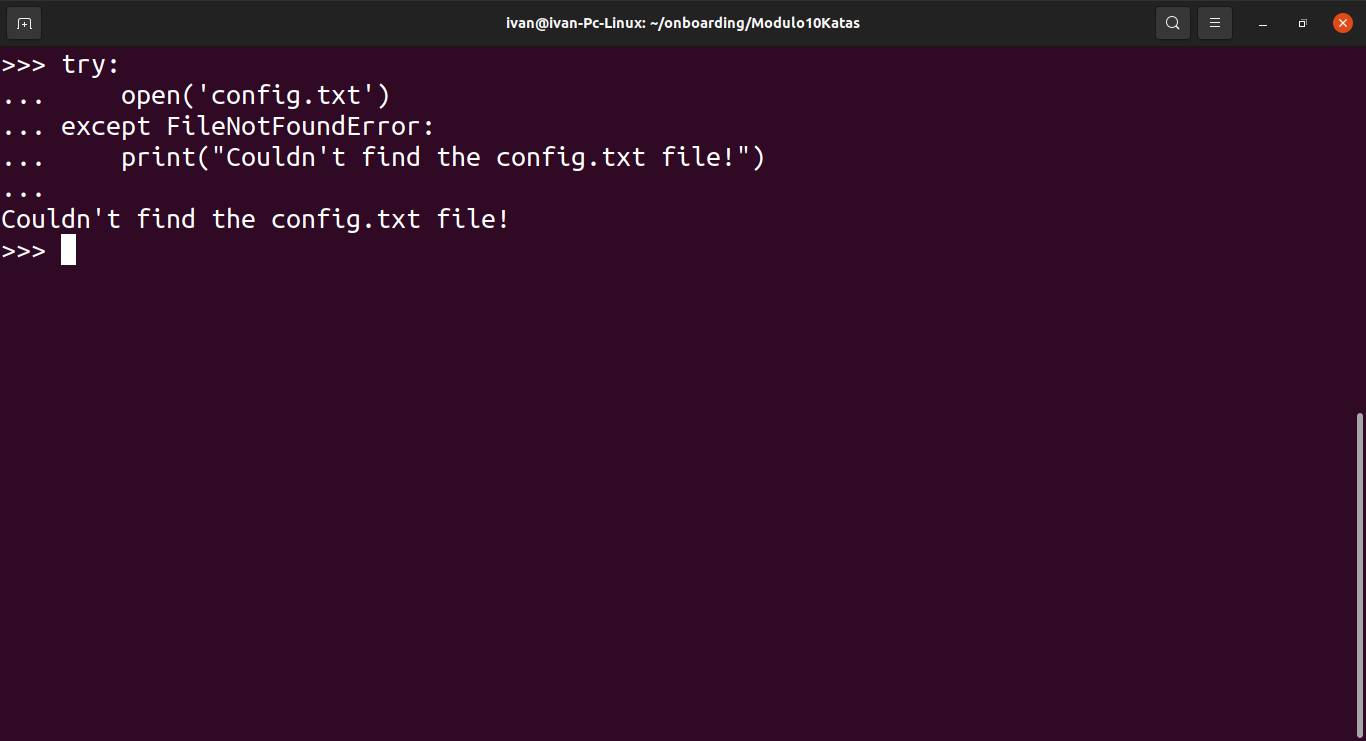 ivan@ivan-Pc-Linux: ~/onboarding/Modulo10Katas
>>> try:
...     open('config.txt')
... except FileNotFoundError:
...     print("Couldn't find the config.txt file!")
...
Couldn't find the config.txt file!
>>>